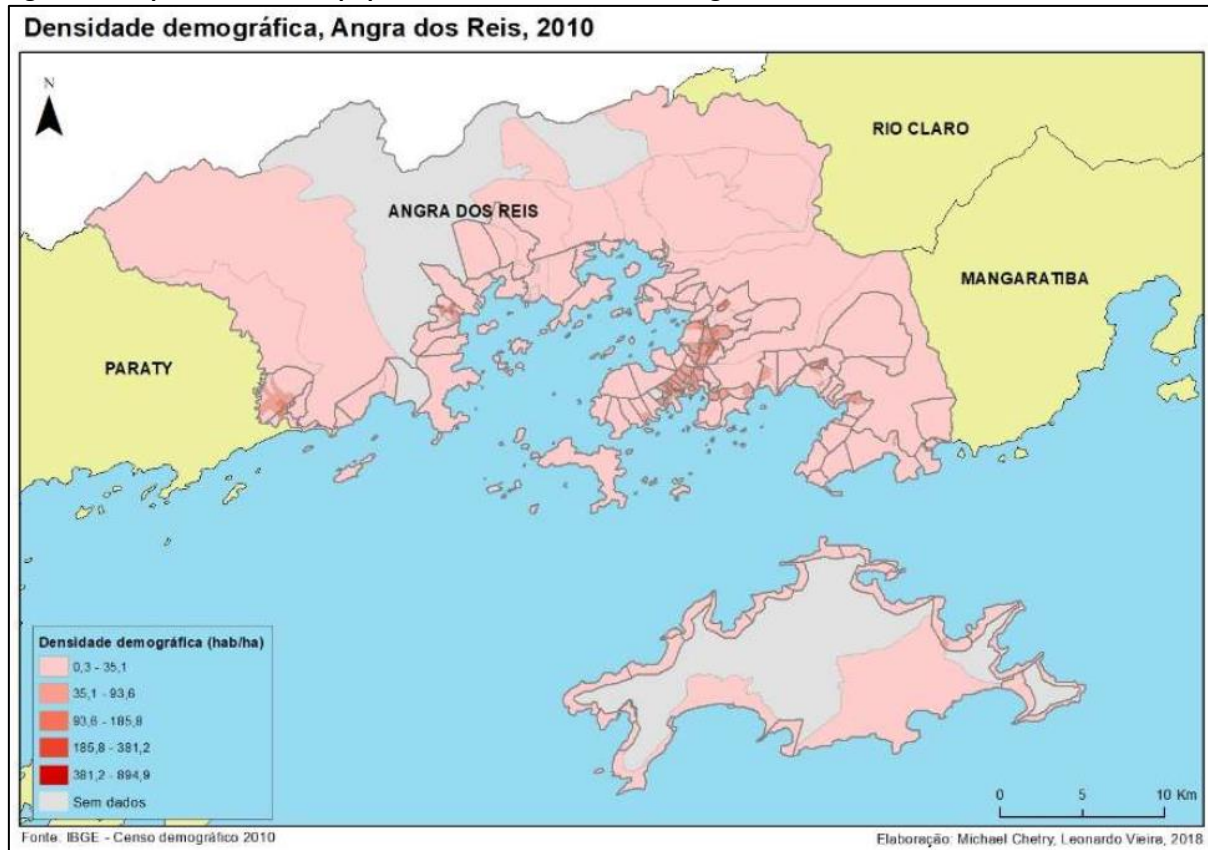 Densidade demográfica, Angra dos Reis, 2010
N
RIO CLARO
ANGRA DOS REIS
MANGARATIBA
PARATY
Densidade demográfica (hab/ha)
0,3 - 35,1
35,1 - 93,6
93,6 - 185,8
185,8 - 381,2
381,2 - 894,9
Sem dados
0 5 10 Km
Fonte. IBGE - Censo demográfico 2010
Elaboração: Michael Chetry, Leonardo Vieira, 2018